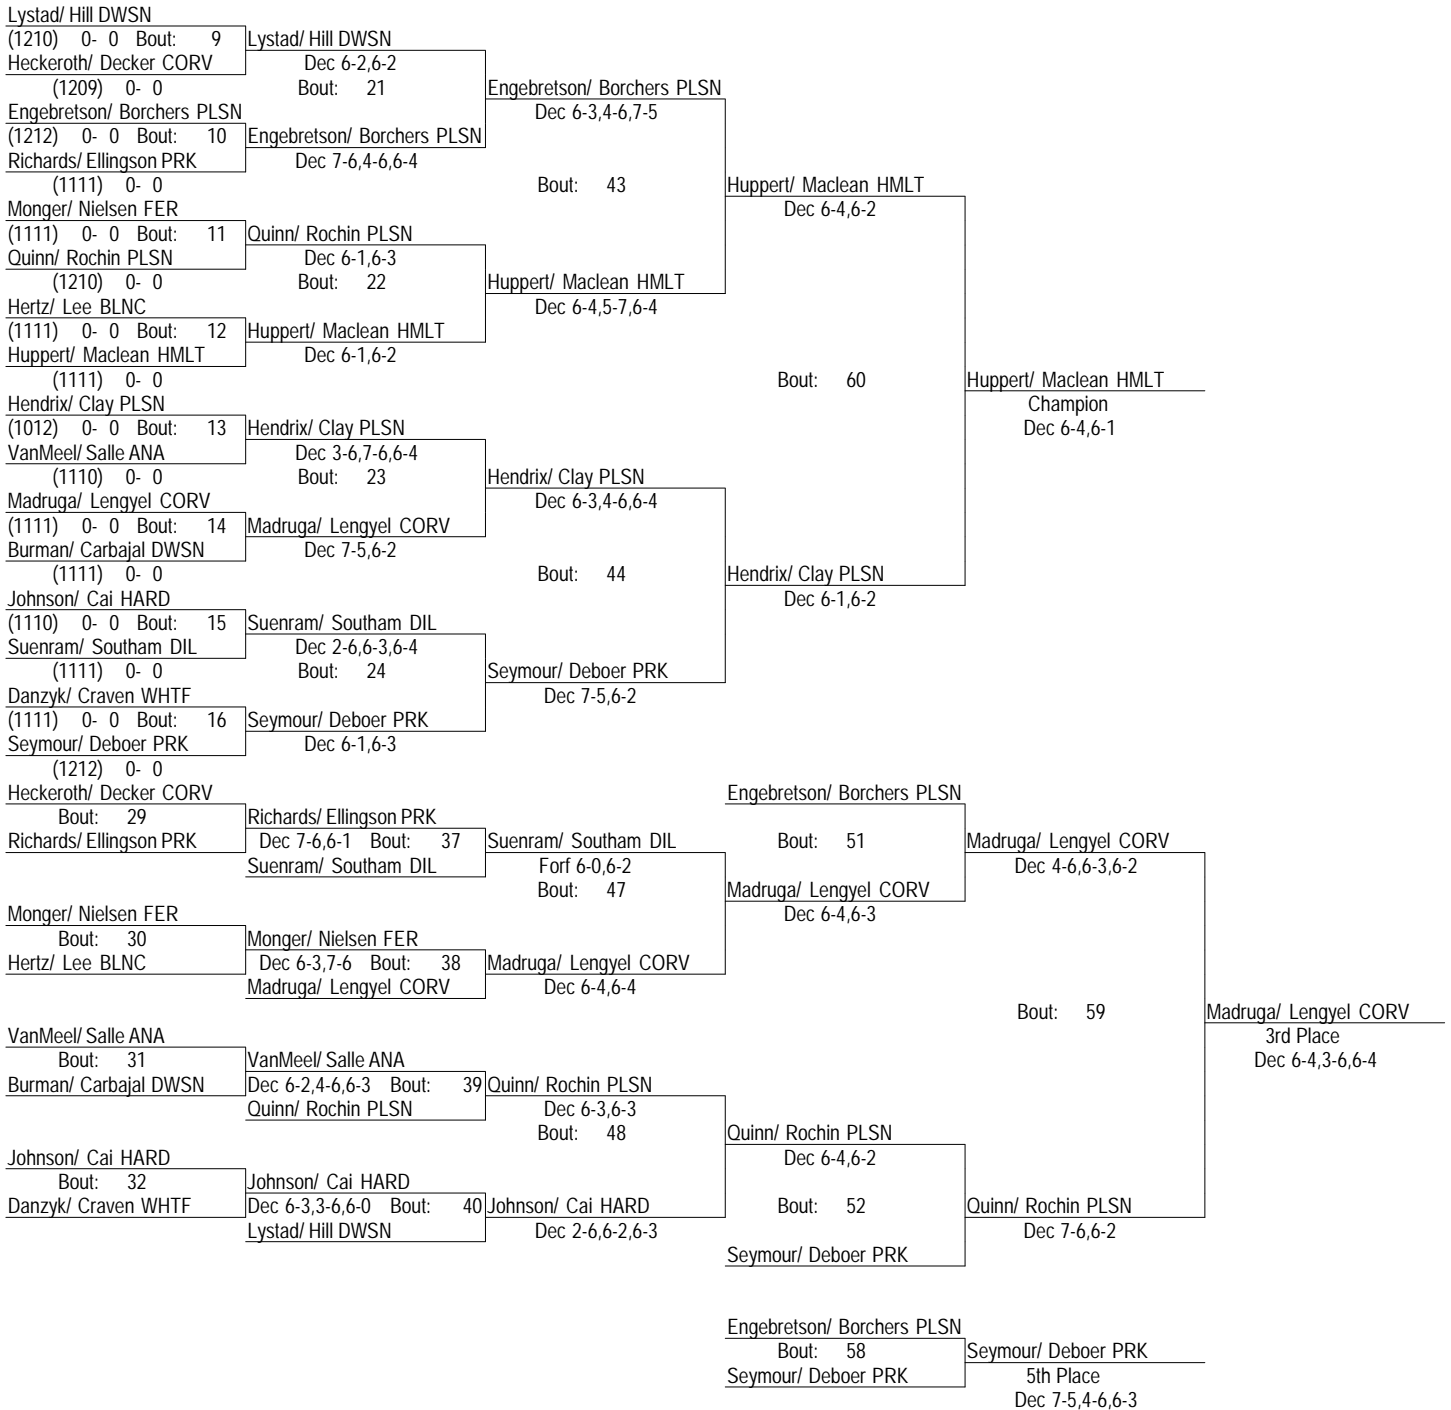 Lystad/ Hill DWSN
(1210) 0- 0 Bout: 9 Lystad/ Hill DWSN
Heckeroth/ Decker CORV Dec 6-2,6-2
(1209) 0- 0 Bout: 21 Engebretson/ Borchers PLSN
Engebretson/ Borchers PLSN Dec 6-3,4-6,7-5
(1212) 0- 0 Bout: 10 Engebretson/ Borchers PLSN
Richards/ Ellingson PRK Dec 7-6,4-6,6-4
(1111) 0- 0 Bout: 43 Huppert/ Maclean HMLT
Monger/ Nielsen FER Dec 6-4,6-2
(1111) 0- 0 Bout: 11 Quinn/ Rochin PLSN
Quinn/ Rochin PLSN Dec 6-1,6-3
(1210) 0- 0 Bout: 22 Huppert/ Maclean HMLT
Hertz/ Lee BLNC Dec 6-4,5-7,6-4
(1111) 0- 0 Bout: 12 Huppert/ Maclean HMLT
Huppert/ Maclean HMLT Dec 6-1,6-2
(1111) 0- 0 Bout: 60 Huppert/ Maclean HMLT
Hendrix/ Clay PLSN Champion
(1012) 0- 0 Bout: 13 Hendrix/ Clay PLSN Dec 6-4,6-1
VanMeel/ Salle ANA Dec 3-6,7-6,6-4
(1110) 0- 0 Bout: 23 Hendrix/ Clay PLSN
Madruga/ Lengyel CORV Dec 6-3,4-6,6-4
(1111) 0- 0 Bout: 14 Madruga/ Lengyel CORV
Burman/ Carbajal DWSN Dec 7-5,6-2
(1111) 0- 0 Bout: 44 Hendrix/ Clay PLSN
Johnson/ Cai HARD Dec 6-1,6-2
(1110) 0- 0 Bout: 15 Suenram/ Southam DIL
Suenram/ Southam DIL Dec 2-6,6-3,6-4
(1111) 0- 0 Bout: 24 Seymour/ Deboer PRK
Danzyk/ Craven WHTF Dec 7-5,6-2
(1111) 0- 0 Bout: 16 Seymour/ Deboer PRK
Seymour/ Deboer PRK Dec 6-1,6-3
(1212) 0- 0
Heckeroth/ Decker CORV Engebretson/ Borchers PLSN
Bout: 29 Richards/ Ellingson PRK
Richards/ Ellingson PRK Dec 7-6,6-1 Bout: 37 Suenram/ Southam DIL Bout: 51 Madruga/ Lengyel CORV
Suenram/ Southam DIL Forf 6-0,6-2 Dec 4-6,6-3,6-2
Bout: 47 Madruga/ Lengyel CORV
Monger/ Nielsen FER Dec 6-4,6-3
Bout: 30 Monger/ Nielsen FER
Hertz/ Lee BLNC Dec 6-3,7-6 Bout: 38 Madruga/ Lengyel CORV
Madruga/ Lengyel CORV Dec 6-4,6-4
Bout: 59 Madruga/ Lengyel CORV
VanMeel/ Salle ANA 3rd Place
Bout: 31 VanMeel/ Salle ANA Dec 6-4,3-6,6-4
Burman/ Carbajal DWSN Dec 6-2,4-6,6-3 Bout: 39 Quinn/ Rochin PLSN
Quinn/ Rochin PLSN Dec 6-3,6-3
Bout: 48 Quinn/ Rochin PLSN
Johnson/ Cai HARD Dec 6-4,6-2
Bout: 32 Johnson/ Cai HARD
Danzyk/ Craven WHTF Dec 6-3,3-6,6-0 Bout: 40 Johnson/ Cai HARD Bout: 52 Quinn/ Rochin PLSN
Lystad/ Hill DWSN Dec 2-6,6-2,6-3 Dec 7-6,6-2
Seymour/ Deboer PRK
Engebretson/ Borchers PLSN
Bout: 58 Seymour/ Deboer PRK
Seymour/ Deboer PRK 5th Place
Dec 7-5,4-6,6-3